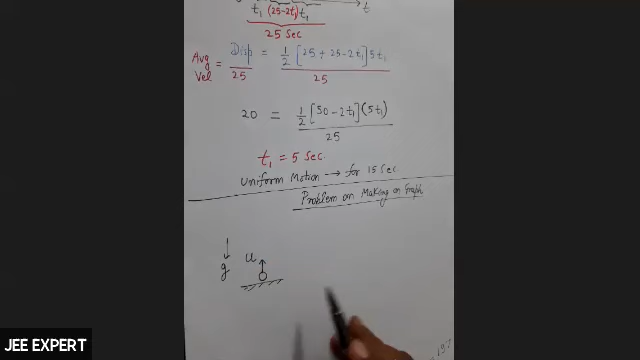 t₁ (25-2t₁) t₁ → t
25 Sec
Avg Vel = Disp / 25 = 1/2 [25 + 25 - 2t₁] 5t₁ / 25
20 = 1/2 [50 - 2t₁] (5t₁) / 25
t₁ = 5 Sec.
Uniform Motion → for 15 Sec
Problem on Making on Graph
g u
JEE EXPERT